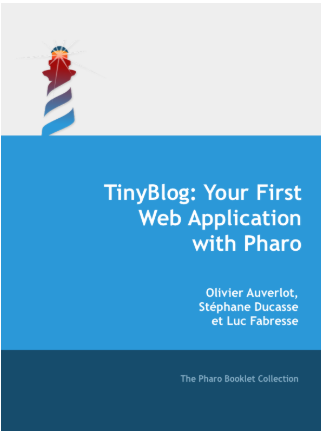 TinyBlog: Your First
Web Application
with Pharo
Olivier Auverlot,
Stéphane Ducasse
et Luc Fabresse
The Pharo Booklet Collection